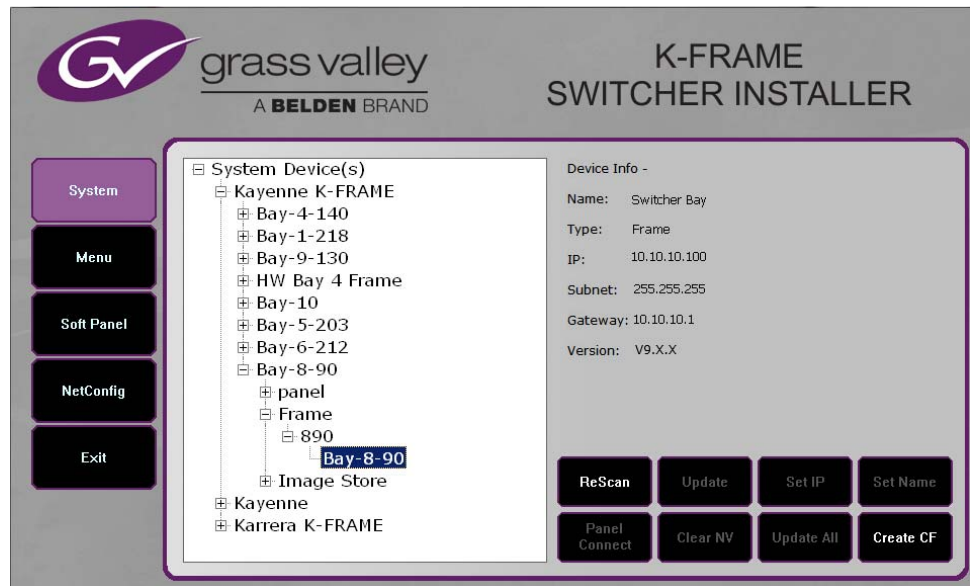 GV
grass valley
A BELDEN BRAND
K-FRAME
SWITCHER INSTALLER
System
Menu
Soft Panel
NetConfig
Exit
System Device(s)
Kayenne K-FRAME
Bay-4-140
Bay-1-218
Bay-9-130
HW Bay 4 Frame
Bay-10
Bay-5-203
Bay-6-212
Bay-8-90
panel
Frame
890
Bay-8-90
Image Store
Kayenne
Karrera K-FRAME
Device Info -
Name: Switcher Bay
Type: Frame
IP: 10.10.10.100
Subnet: 255.255.255
Gateway: 10.10.10.1
Version: V9.X.X
ReScan
Update
Set IP
Set Name
Panel
Connect
Clear NV
Update All
Create CF